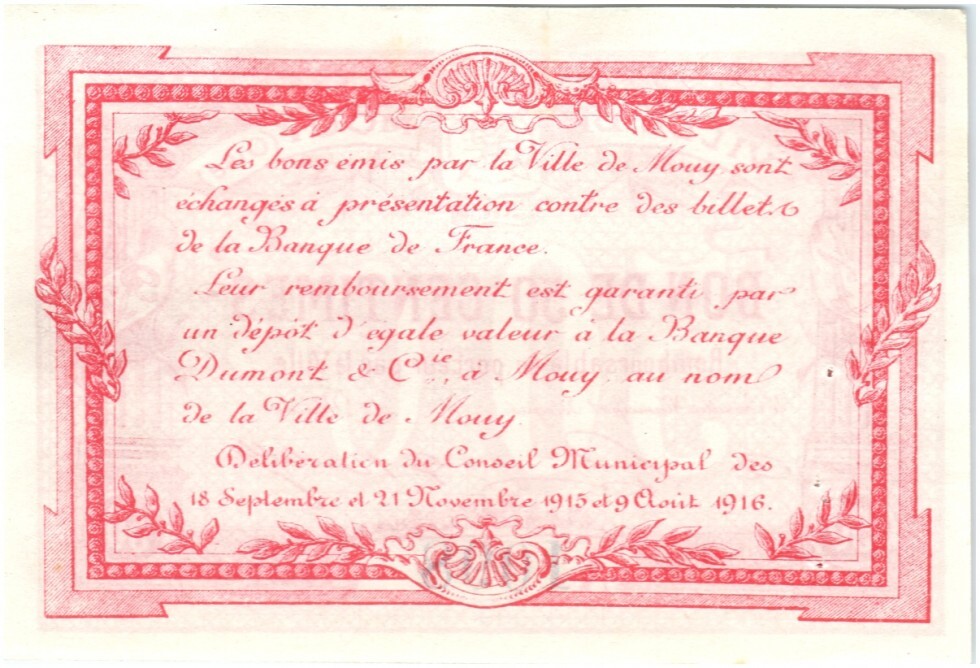 Les bons émis par la Ville de Mouy sont
échangés à présentation contre des billets
de la Banque de France.
Leur remboursement est garanti par
un dépôt d'egale valeur à la Banque
Dumont & Cie, à Mouy, au nom
de la Ville de Mouy.
Délibération du Conseil Municipal des
18 Septembre et 21 Novembre 1915 et 9 Août 1916.